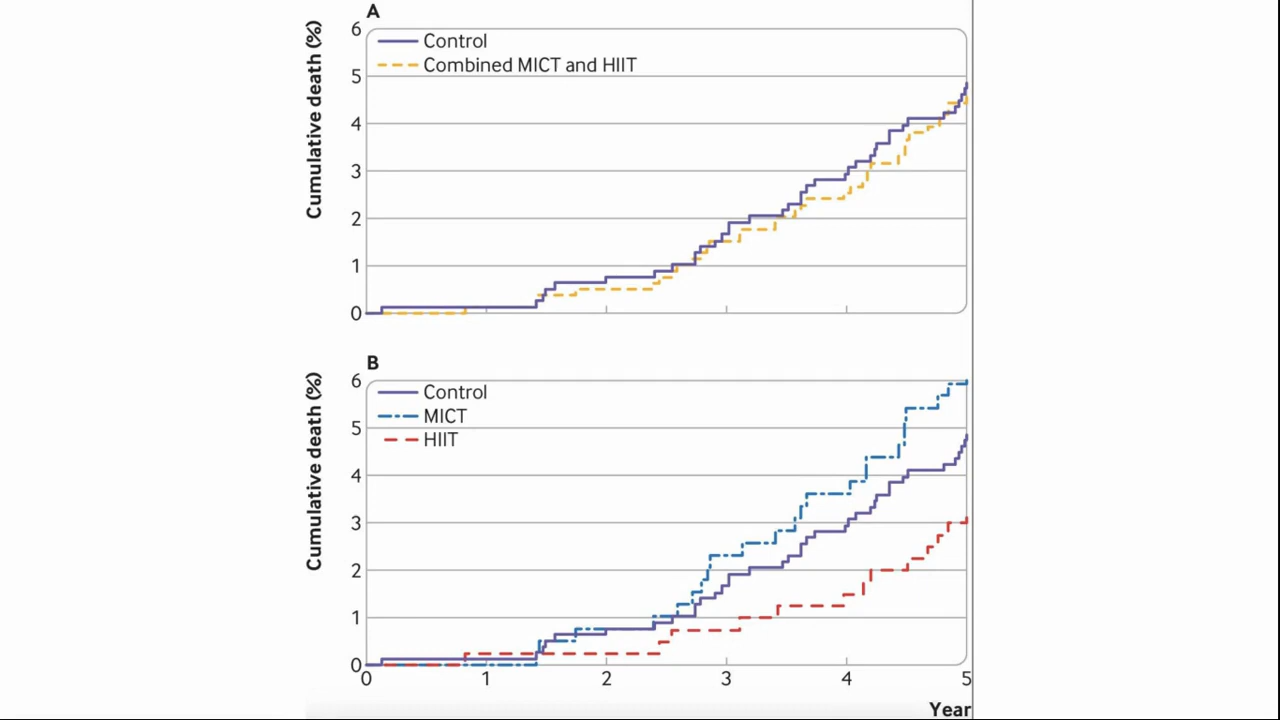 A
Cumulative death (%)
6
5
4
3
2
1
0
Control
Combined MICT and HIIT
B
Cumulative death (%)
6
5
4
3
2
1
0
Control
MICT
HIIT
0 1 2 3 4 5
Year